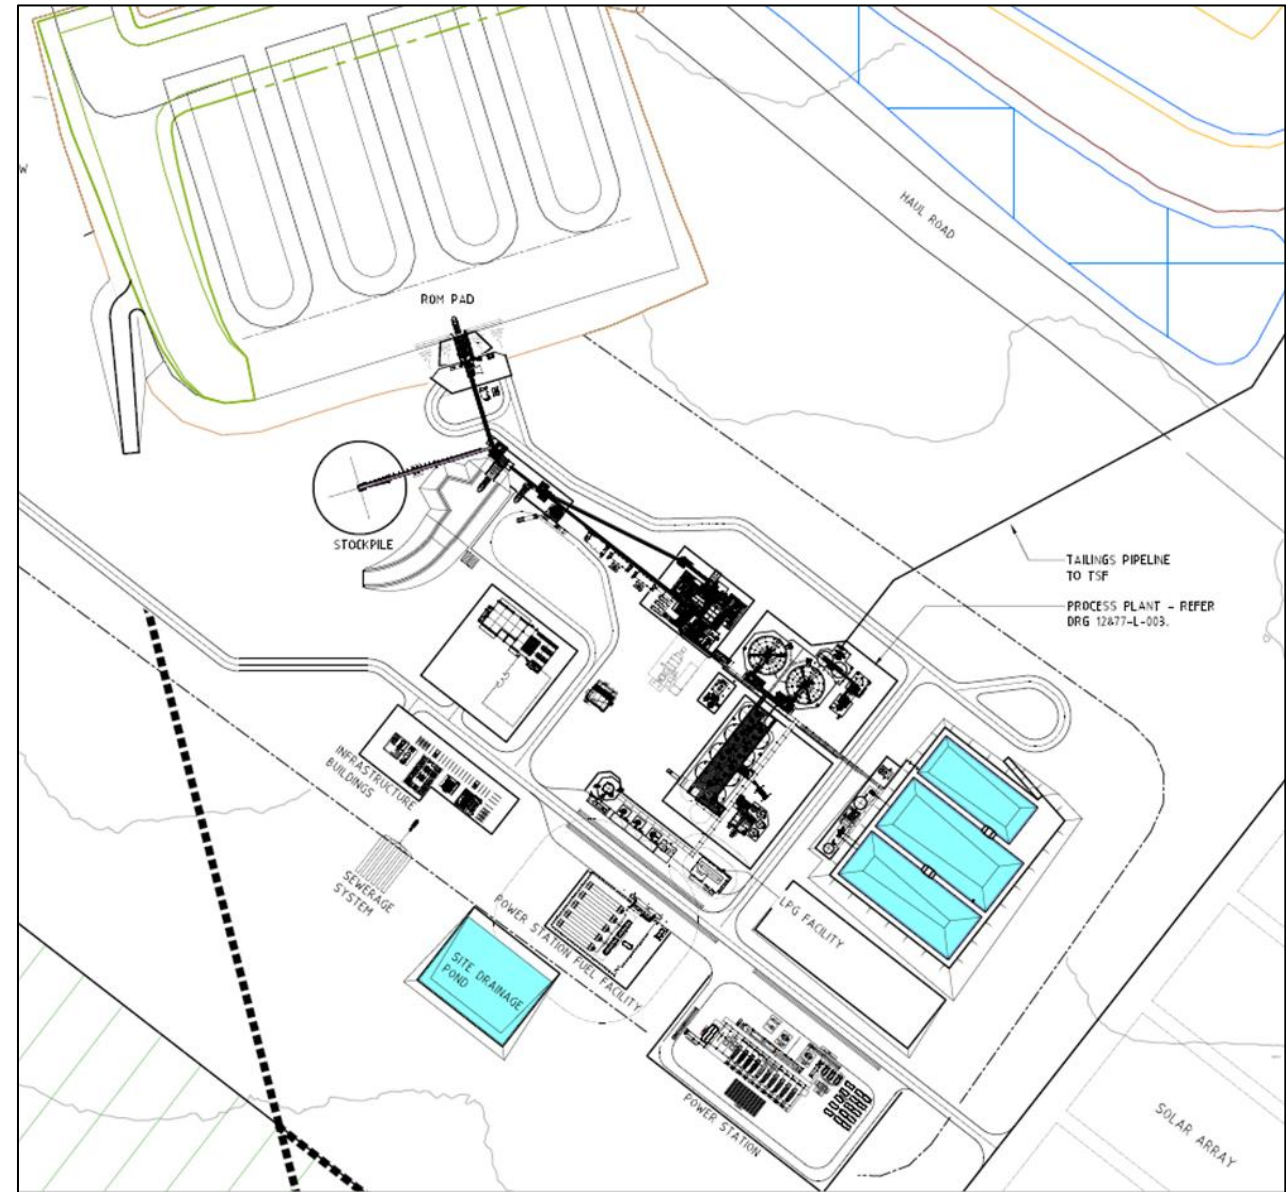 W
HAUL ROAD
ROM PAD
STOCKPILE
TAILINGS PIPELINE
TO TSF
PROCESS PLANT - REFER
DRG 12877-L-003.
INFRASTRUCTURE
BUILDINGS
SEWERAGE
SYSTEM
POWER STATION FUEL FACILITY
LPG FACILITY
SITE DRAINAGE
POND
POWER STATION
SOLAR ARRAY